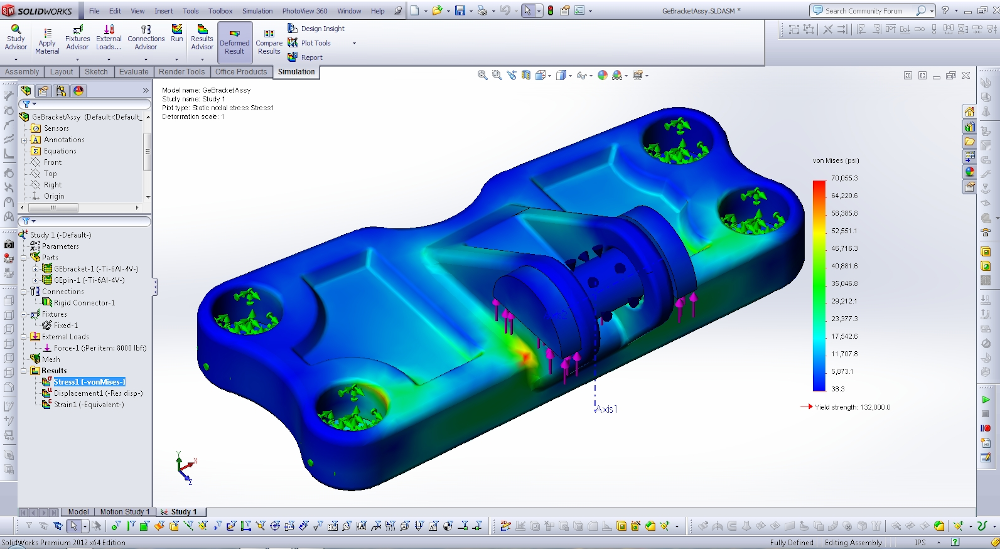 SOLIDWORKS File Edit View Insert Tools Toolbox Simulation PhotoView 360 Window Help GeBracketAssy.SLDASM * Search Community Forum
Study Advisor
Apply Material
Fixtures Advisor
External Loads...
Connections Advisor
Run
Results Advisor
Deformed Result
Compare Results
Design Insight
Plot Tools
Report
Assembly Layout Sketch Evaluate Render Tools Office Products Simulation
GeBracketAssy (Default<Default_
Sensors
Annotations
Equations
Front
Top
Right
Origin
Study 1 (-Default-)
Parameters
Parts
GEbracket-1 (-Ti-6Al-4V-)
GEpin-1 (-Ti-6Al-4V-)
Connections
Rigid Connector-1
Fixtures
Fixed-1
External Loads
Force-1 (:Per item: 8000 lbf:)
Mesh
Results
Stress1 (-vonMises-)
Displacement1 (-Res disp-)
Strain1 (-Equivalent-)
Model name: GeBracketAssy
Study name: Study 1
Plot type: Static nodal stress Stress1
Deformation scale: 1
von Mises (psi)
70,055.3
64,220.6
58,385.8
52,551.1
46,716.3
40,881.6
35,046.8
29,212.1
23,377.3
17,542.6
11,707.8
5,873.1
38.3
Yield strength: 132,000.0
Axis1
Y
X
Z
Model Motion Study 1 Study 1
SolidWorks Premium 2012 x64 Edition Fully Defined Editing Assembly IPS